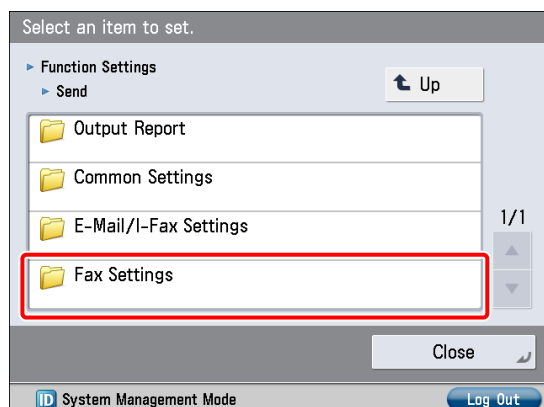 Select an item to set.
Function Settings
Send
Up
Output Report
Common Settings
E-Mail/I-Fax Settings
1/1
Fax Settings
Close
ID System Management Mode
Log Out